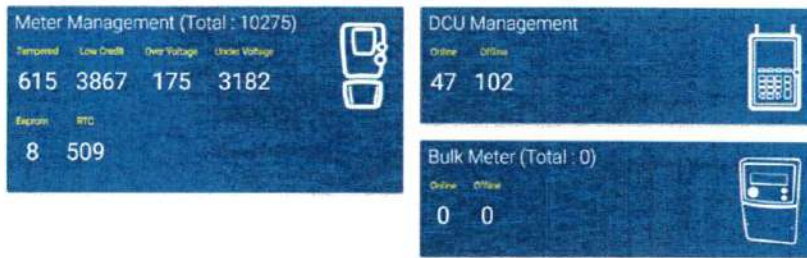 Meter Management (Total : 10275)
Tampered Low Credit Over Voltage Under Voltage
615 3867 175 3182
Eeprom RTC
8 509
DCU Management
Online Offline
47 102
Bulk Meter (Total : 0)
Online Offline
0 0